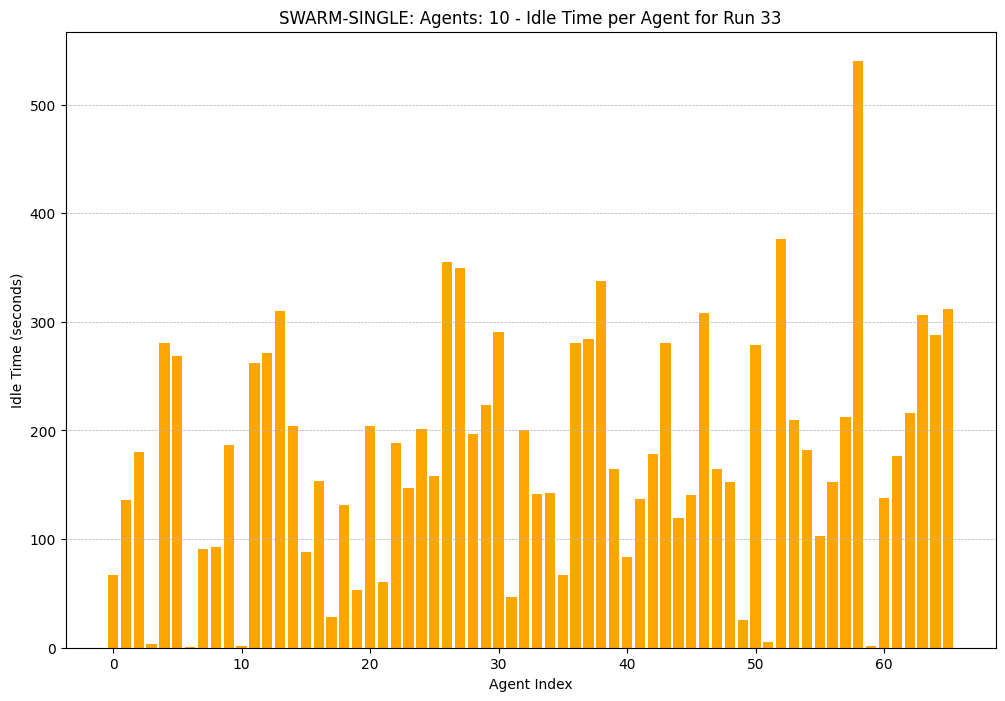 SWARM-SINGLE: Agents: 10 - Idle Time per Agent for Run 33
Idle Time (seconds)
500
400
300
200
100
0
0 10 20 30 40 50 60
Agent Index